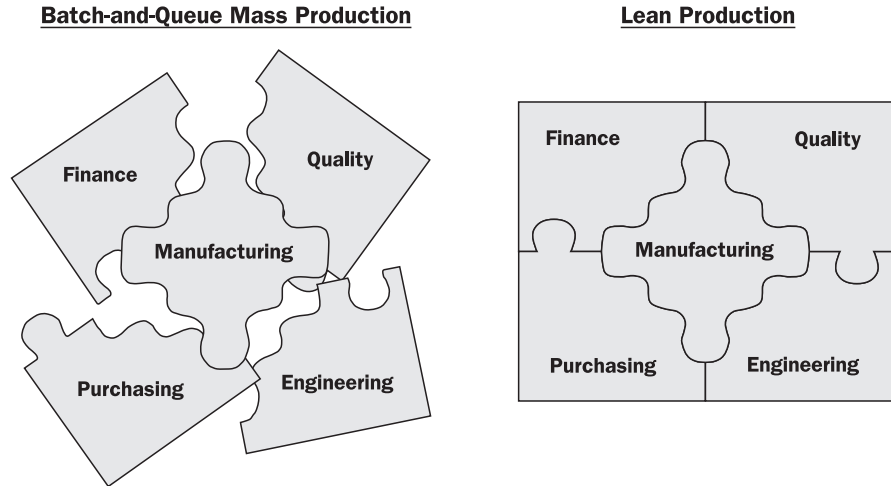 Batch-and-Queue Mass Production
Finance
Quality
Manufacturing
Purchasing
Engineering
Lean Production
Finance
Quality
Manufacturing
Purchasing
Engineering